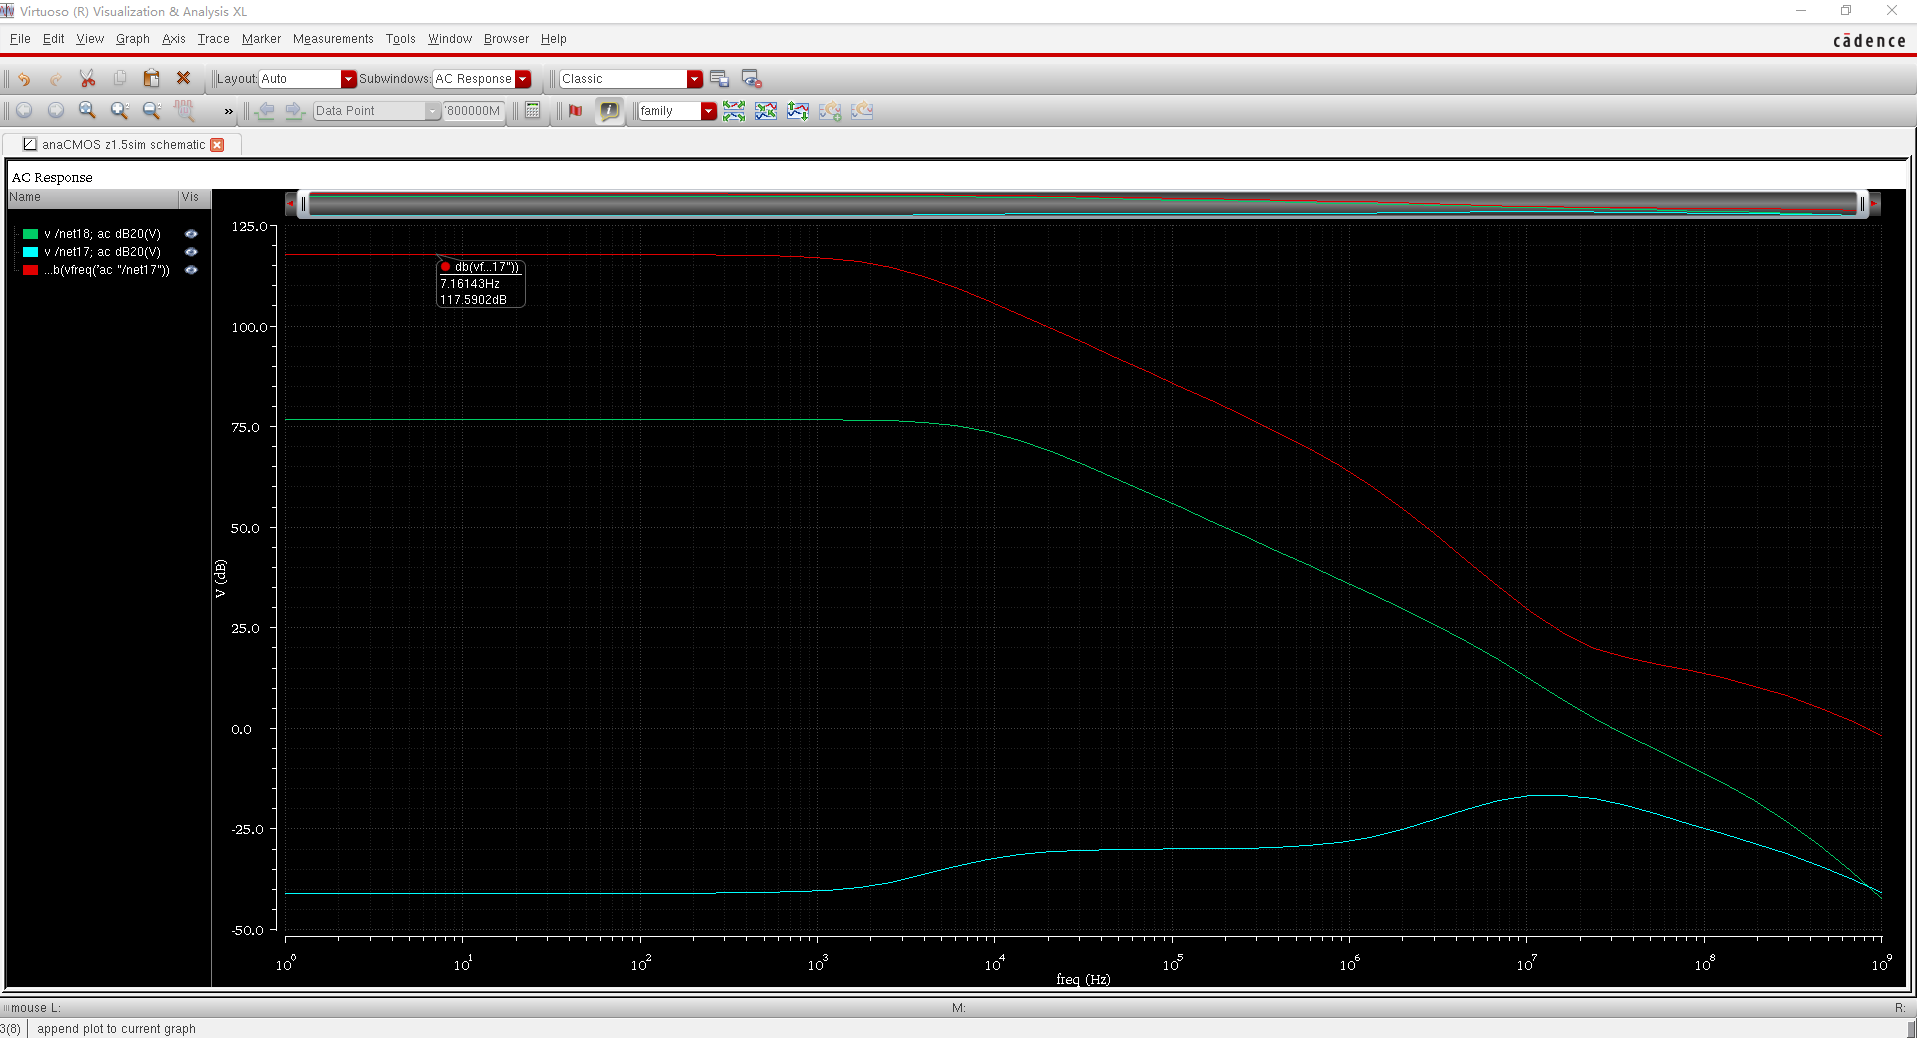 Virtuoso (R) Visualization & Analysis XL
File Edit View Graph Axis Trace Marker Measurements Tools Window Browser Help
cādence
Layout: Auto Subwindows: AC Response Classic
» Data Point '800000M family
anaCMOS z1.5sim schematic
AC Response
Name Vis
v /net18; ac dB20(V)
v /net17; ac dB20(V)
...b(vfreq('ac "/net17"))
125.0
100.0
75.0
50.0
25.0
0.0
-25.0
-50.0
V (dB)
db(vf...17"))
7.16143Hz
117.5902dB
10^0 10^1 10^2 10^3 10^4 10^5 10^6 10^7 10^8 10^9
freq (Hz)
mouse L: M: R:
3(8) append plot to current graph